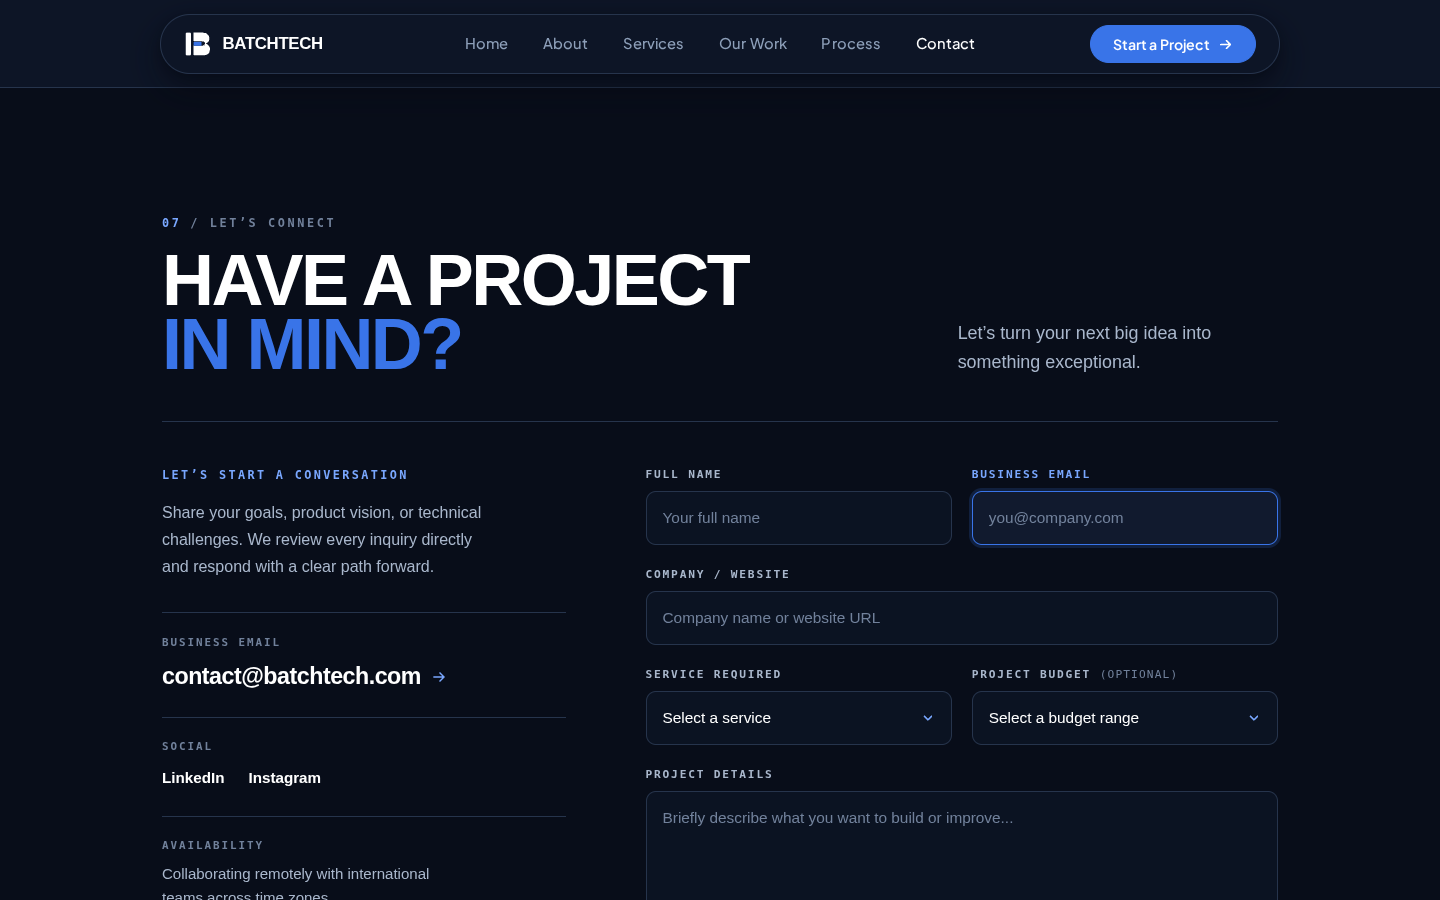 BATCHTECH
Home About Services Our Work Process Contact
Start a Project
07 / LET’S CONNECT
HAVE A PROJECT
IN MIND?
Let’s turn your next big idea into
something exceptional.
LET’S START A CONVERSATION
Share your goals, product vision, or technical
challenges. We review every inquiry directly
and respond with a clear path forward.
BUSINESS EMAIL
contact@batchtech.com
SOCIAL
LinkedIn Instagram
AVAILABILITY
Collaborating remotely with international
teams across time zones.
FULL NAME
Your full name
BUSINESS EMAIL
you@company.com
COMPANY / WEBSITE
Company name or website URL
SERVICE REQUIRED
Select a service
PROJECT BUDGET (OPTIONAL)
Select a budget range
PROJECT DETAILS
Briefly describe what you want to build or improve...